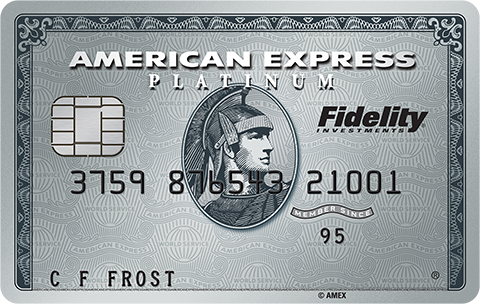 AMERICAN EXPRESS
PLATINUM
Fidelity
INVESTMENTS
3759 876543 21001
MEMBER SINCE
95
C F FROST
®
© AMEX